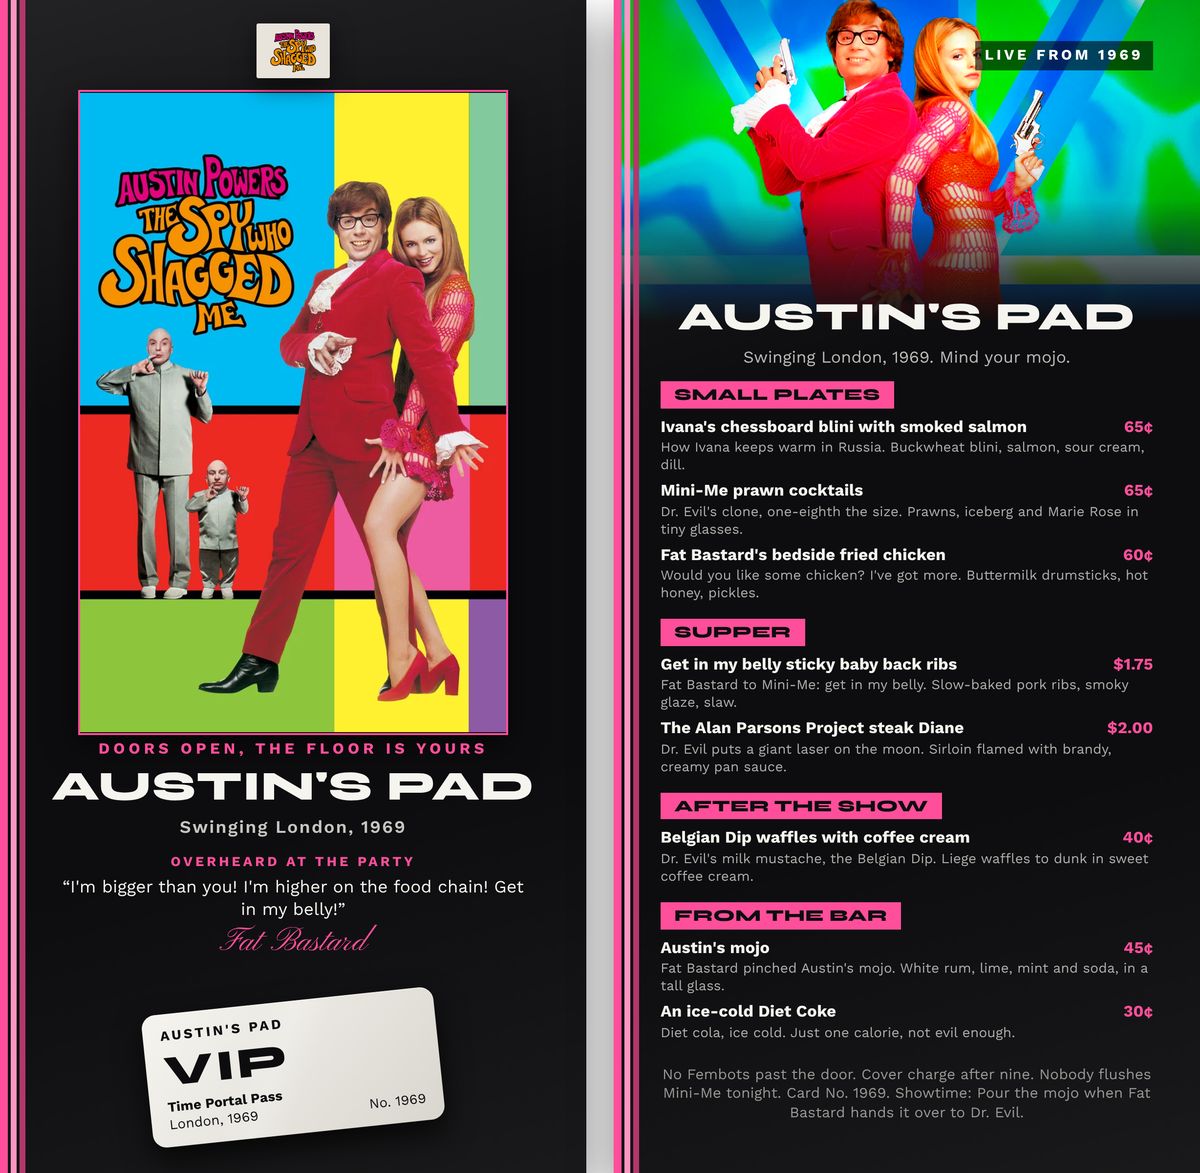 AUSTIN POWERS
THE SPY WHO
SHAGGED
ME
AUSTIN POWERS
THE SPY WHO
SHAGGED
ME
DOORS OPEN, THE FLOOR IS YOURS
AUSTIN'S PAD
Swinging London, 1969
OVERHEARD AT THE PARTY
“I'm bigger than you! I'm higher on the food chain! Get
in my belly!”
Fat Bastard
AUSTIN'S PAD
VIP
Time Portal Pass
London, 1969
No. 1969
LIVE FROM 1969
AUSTIN'S PAD
Swinging London, 1969. Mind your mojo.
SMALL PLATES
Ivana's chessboard blini with smoked salmon 65¢
How Ivana keeps warm in Russia. Buckwheat blini, salmon, sour cream,
dill.
Mini-Me prawn cocktails 65¢
Dr. Evil's clone, one-eighth the size. Prawns, iceberg and Marie Rose in
tiny glasses.
Fat Bastard's bedside fried chicken 60¢
Would you like some chicken? I've got more. Buttermilk drumsticks, hot
honey, pickles.
SUPPER
Get in my belly sticky baby back ribs $1.75
Fat Bastard to Mini-Me: get in my belly. Slow-baked pork ribs, smoky
glaze, slaw.
The Alan Parsons Project steak Diane $2.00
Dr. Evil puts a giant laser on the moon. Sirloin flamed with brandy,
creamy pan sauce.
AFTER THE SHOW
Belgian Dip waffles with coffee cream 40¢
Dr. Evil's milk mustache, the Belgian Dip. Liege waffles to dunk in sweet
coffee cream.
FROM THE BAR
Austin's mojo 45¢
Fat Bastard pinched Austin's mojo. White rum, lime, mint and soda, in a
tall glass.
An ice-cold Diet Coke 30¢
Diet cola, ice cold. Just one calorie, not evil enough.
No Fembots past the door. Cover charge after nine. Nobody flushes
Mini-Me tonight. Card No. 1969. Showtime: Pour the mojo when Fat
Bastard hands it over to Dr. Evil.